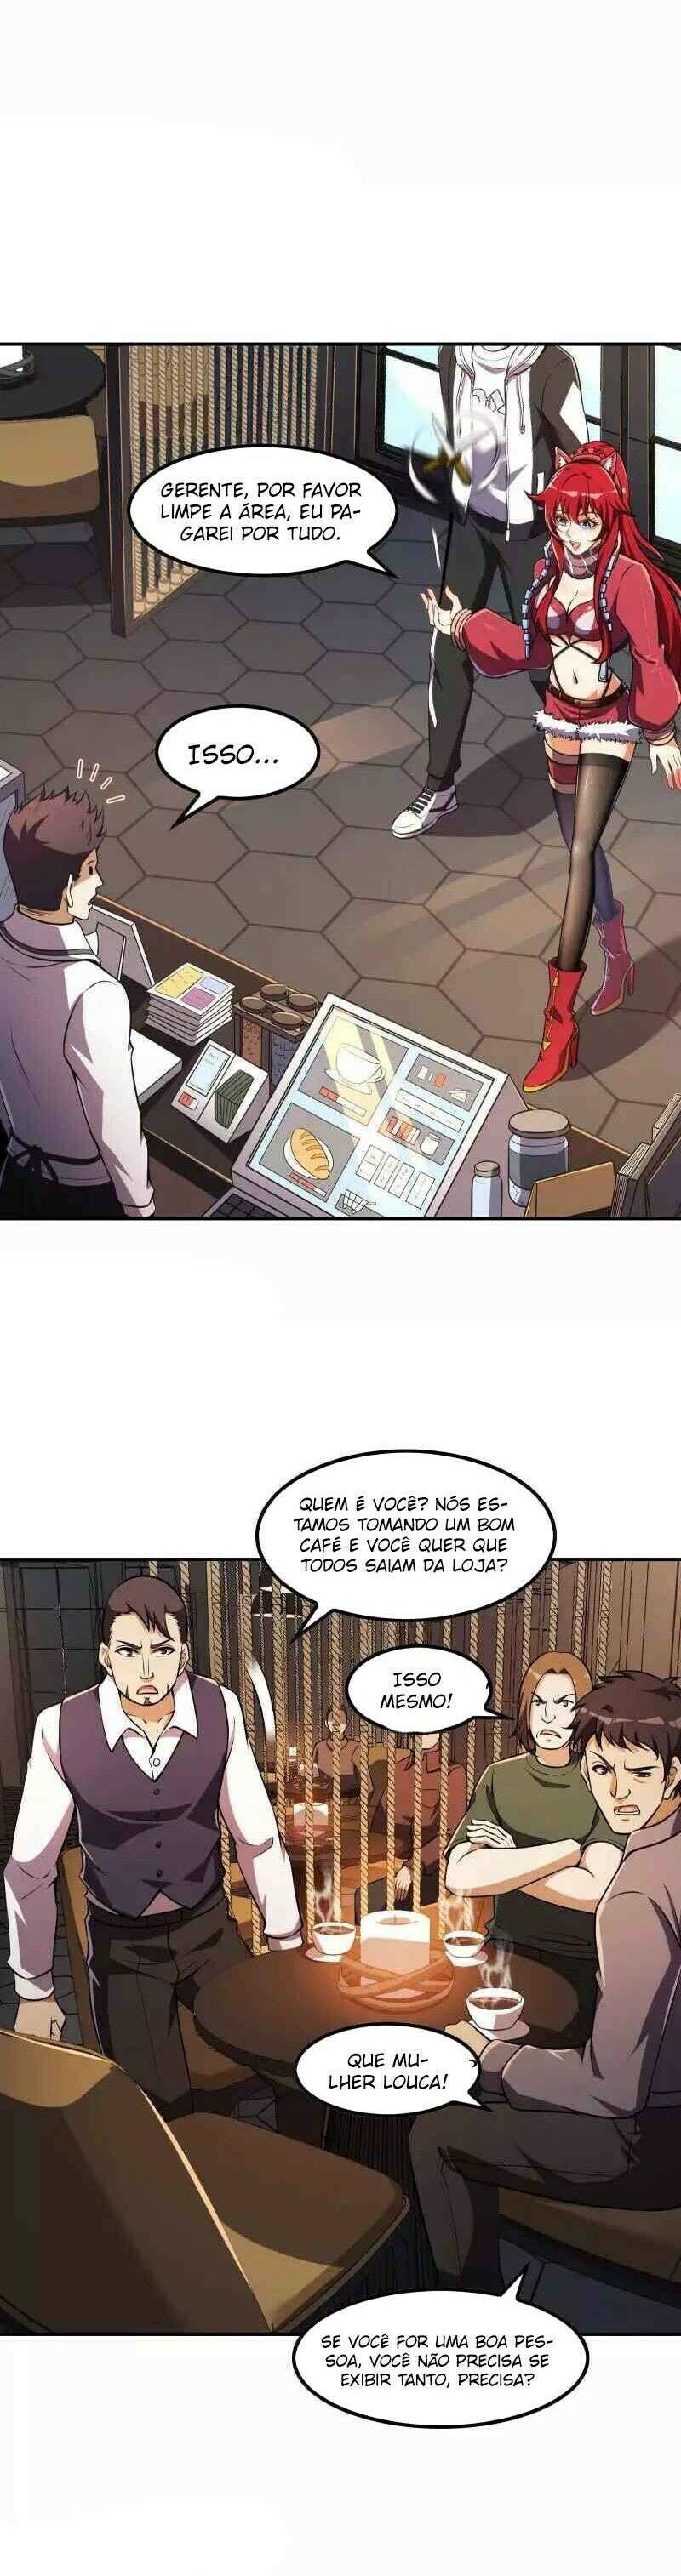 GERENTE, POR FAVOR
LIMPE A ÁREA, EU PA-
GAREI POR TUDO.
ISSO...
QUEM É VOCÊ? NÓS ES-
TAMOS TOMANDO UM BOM
CAFÉ E VOCÊ QUER QUE
TODOS SAIAM DA LOJA?
ISSO
MESMO!
QUE MU-
LHER LOUCA!
SE VOCÊ FOR UMA BOA PES-
SOA, VOCÊ NÃO PRECISA SE
EXIBIR TANTO, PRECISA?